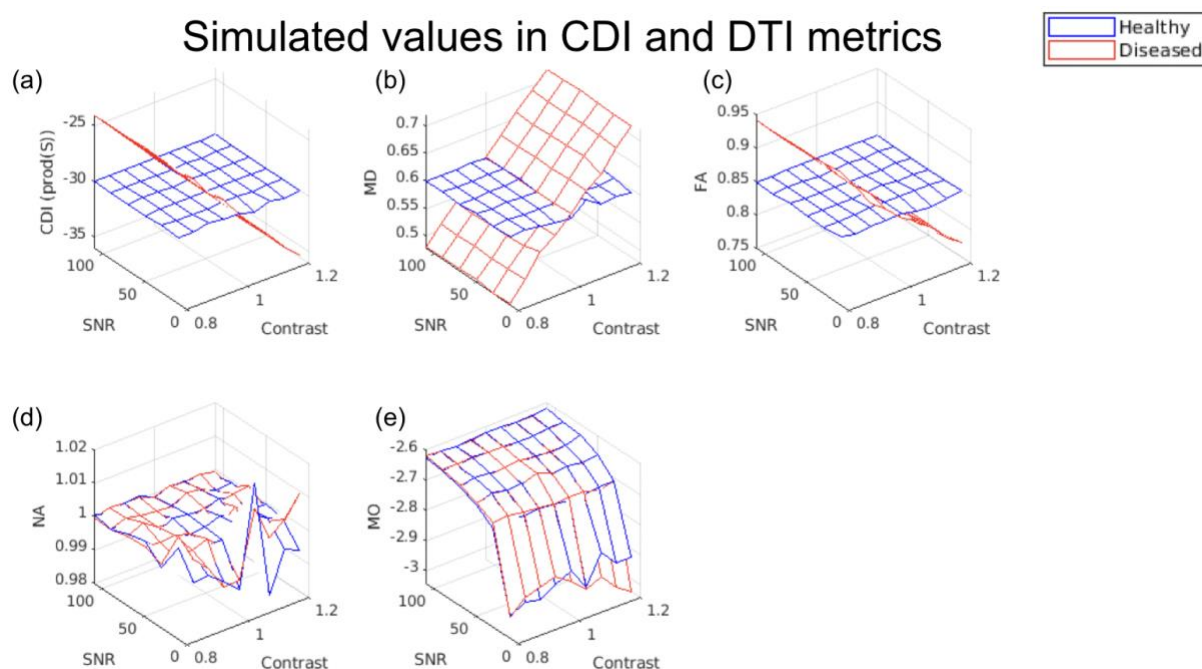 Simulated values in CDI and DTI metrics
Healthy
Diseased
(a)
CDI (prod(S))
-25
-30
-35
100
50
0
SNR
0.8
1
1.2
Contrast
(b)
MD
0.7
0.65
0.6
0.55
0.5
100
50
0
SNR
0.8
1
1.2
Contrast
(c)
FA
0.95
0.9
0.85
0.8
0.75
100
50
0
SNR
0.8
1
1.2
Contrast
(d)
NA
1.02
1.01
1
0.99
0.98
100
50
0
SNR
0.8
1
1.2
Contrast
(e)
MO
-2.6
-2.7
-2.8
-2.9
-3
100
50
0
SNR
0.8
1
1.2
Contrast